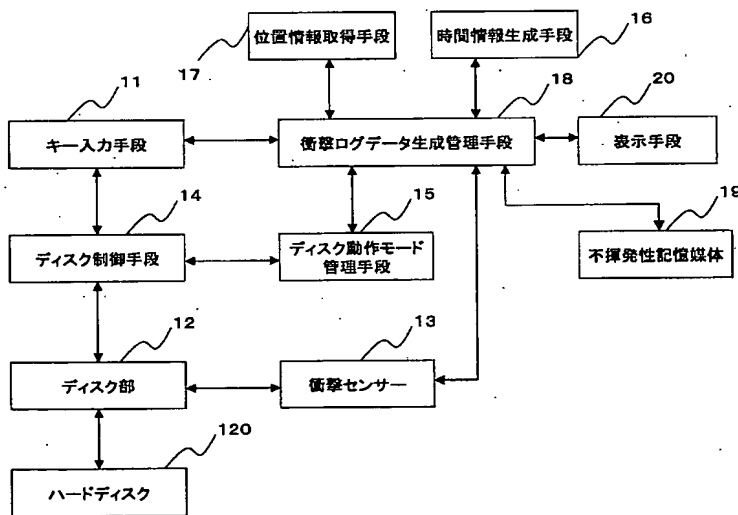 17
位置情報取得手段
時間情報生成手段
16
11
キー入力手段
18
衝撃ログデータ生成管理手段
20
表示手段
14
ディスク制御手段
15
ディスク動作モード
管理手段
19
不揮発性記憶媒体
12
ディスク部
13
衝撃センサー
120
ハードディスク